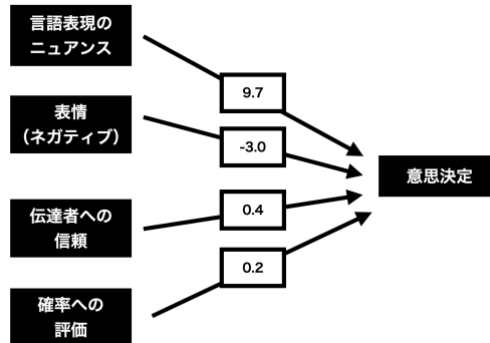 言語表現の
ニュアンス
9.7
表情
（ネガティブ）
-3.0
意思決定
伝達者への
信頼
0.4
確率への
評価
0.2